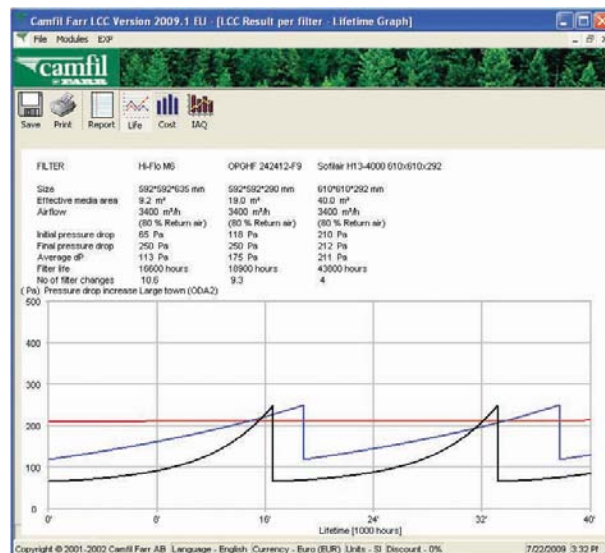 Camfil Farr LCC Version 2009.1 EU - [LCC Result per filter - Lifetime Graph]
File Modules EXP
camfil
FARR
Save Print Report Life Cost IAQ
FILTER Hi-Flo M6 OPGHF 242412-F9 Sofilair H13-4000 610x610x292
Size 592*592*635 mm 592*592*290 mm 610*610*292 mm
Effective media area 9.2 m² 19.0 m² 40.0 m²
Airflow 3400 m³/h 3400 m³/h 3400 m³/h
(80 % Return air) (80 % Return air) (80 % Return air)
Initial pressure drop 65 Pa 118 Pa 210 Pa
Final pressure drop 250 Pa 250 Pa 212 Pa
Average dP 113 Pa 175 Pa 211 Pa
Filter life 16600 hours 18900 hours 43000 hours
No of filter changes 10.6 9.3 4
(Pa) Pressure drop increase Large town (ODA2)
500
400
300
200
100
0
0' 8' 16' 24' 32' 40'
Lifetime [1000 hours]
Copyright © 2001-2002 Camfil Farr AB Language - English Currency - Euro (EUR) Units - SI Discount - 0% 7/22/2009 3:32 PM